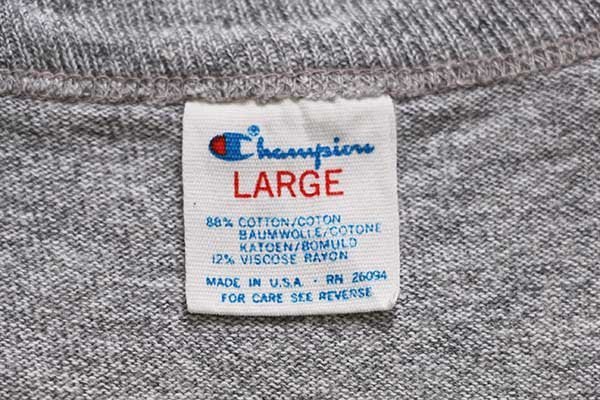 Champion
LARGE
88% COTTON/COTON
BAUMWOLLE/COTONE
KATOEN/BOMULD
12% VISCOSE RAYON
MADE IN U.S.A. · RN 26094
FOR CARE SEE REVERSE